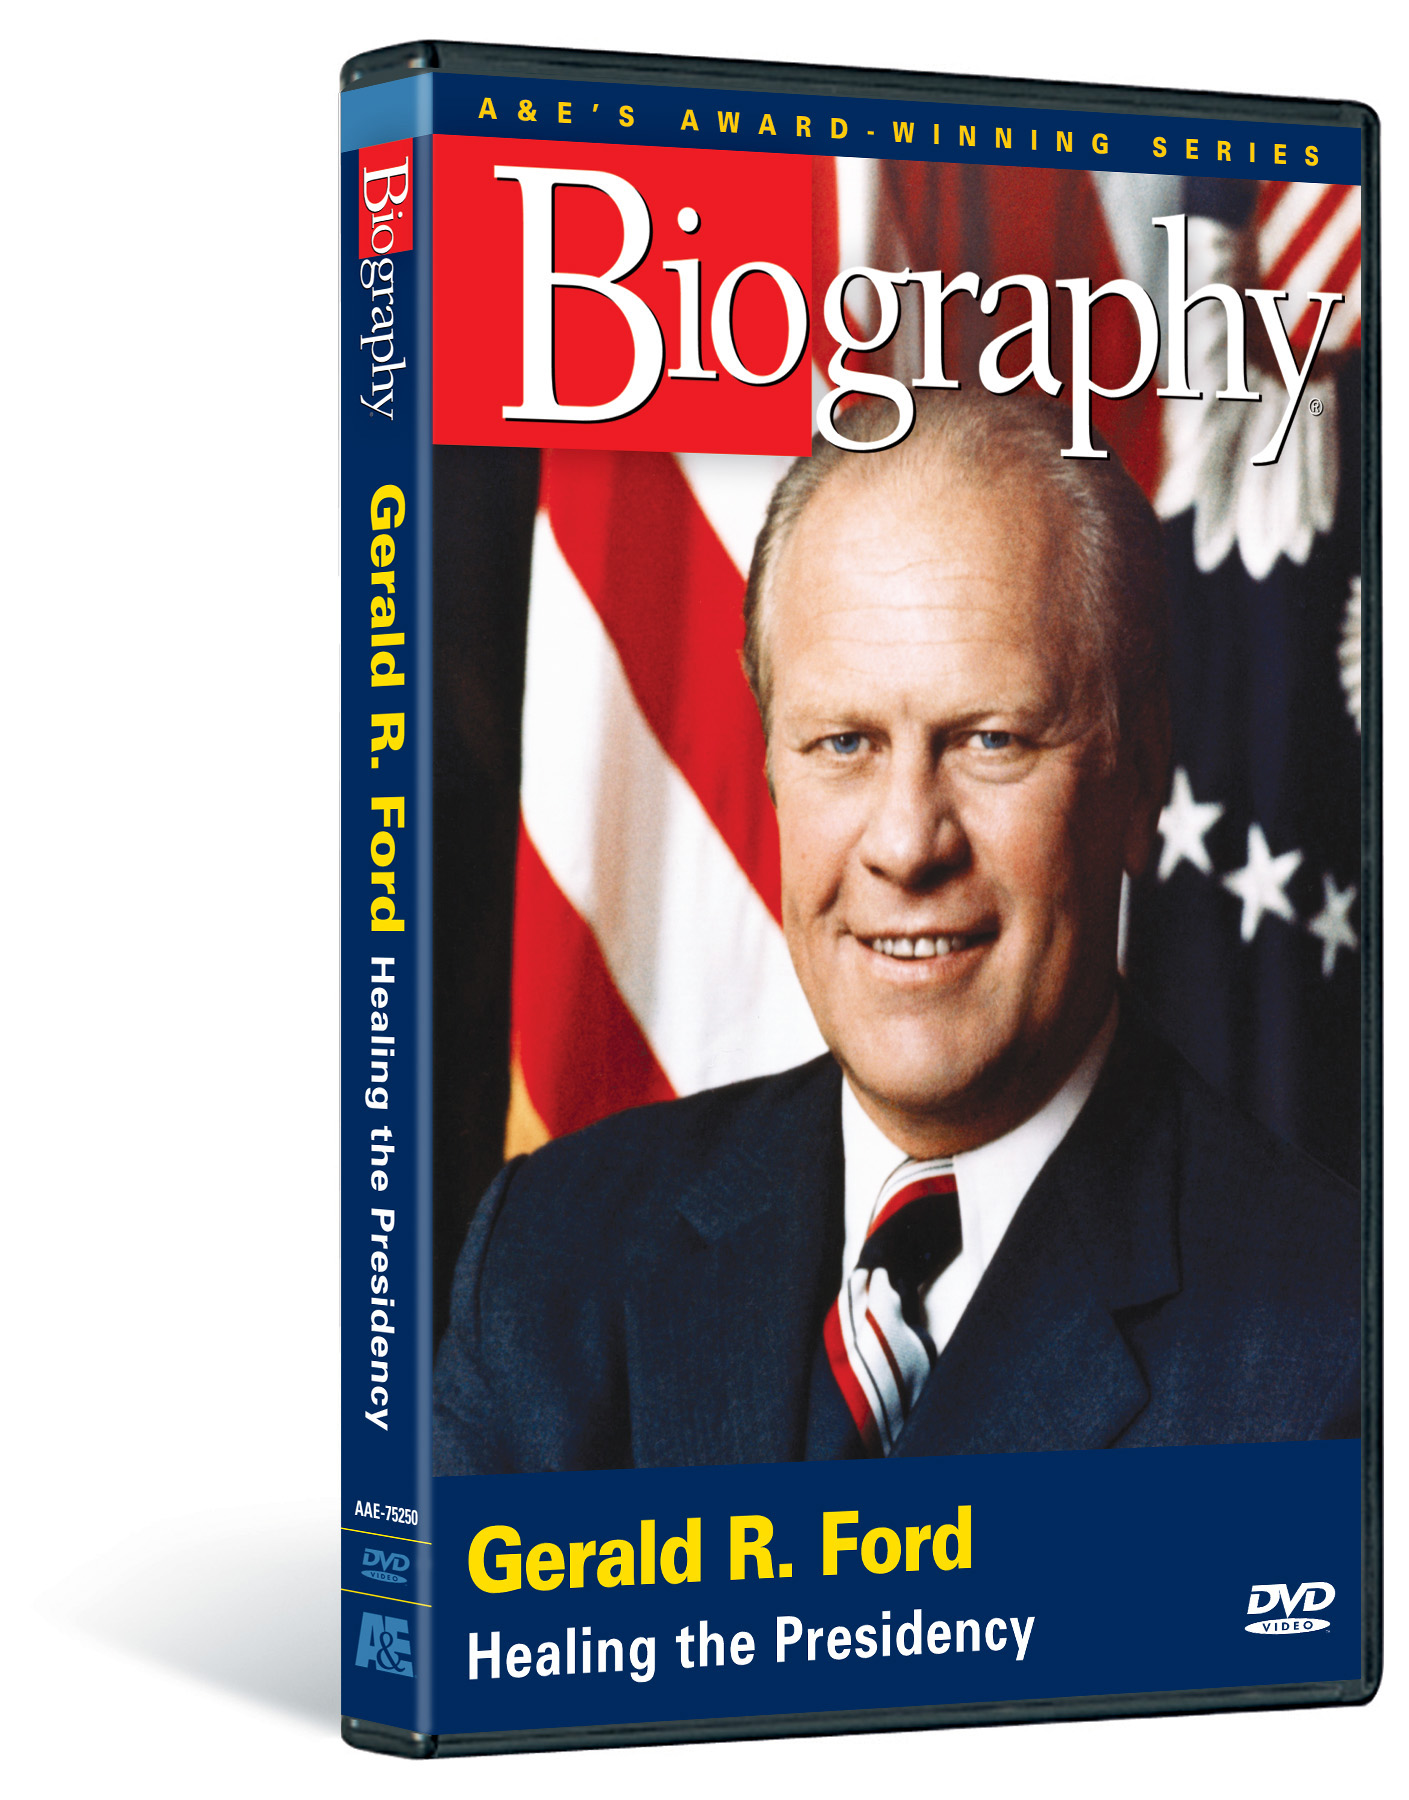 A&E'S AWARD-WINNING SERIES
Biography®
Gerald R. Ford
Healing the Presidency
DVD
VIDEO™
Biography®
Gerald R. Ford Healing the Presidency
AAE-75250
DVD
VIDEO
A&E